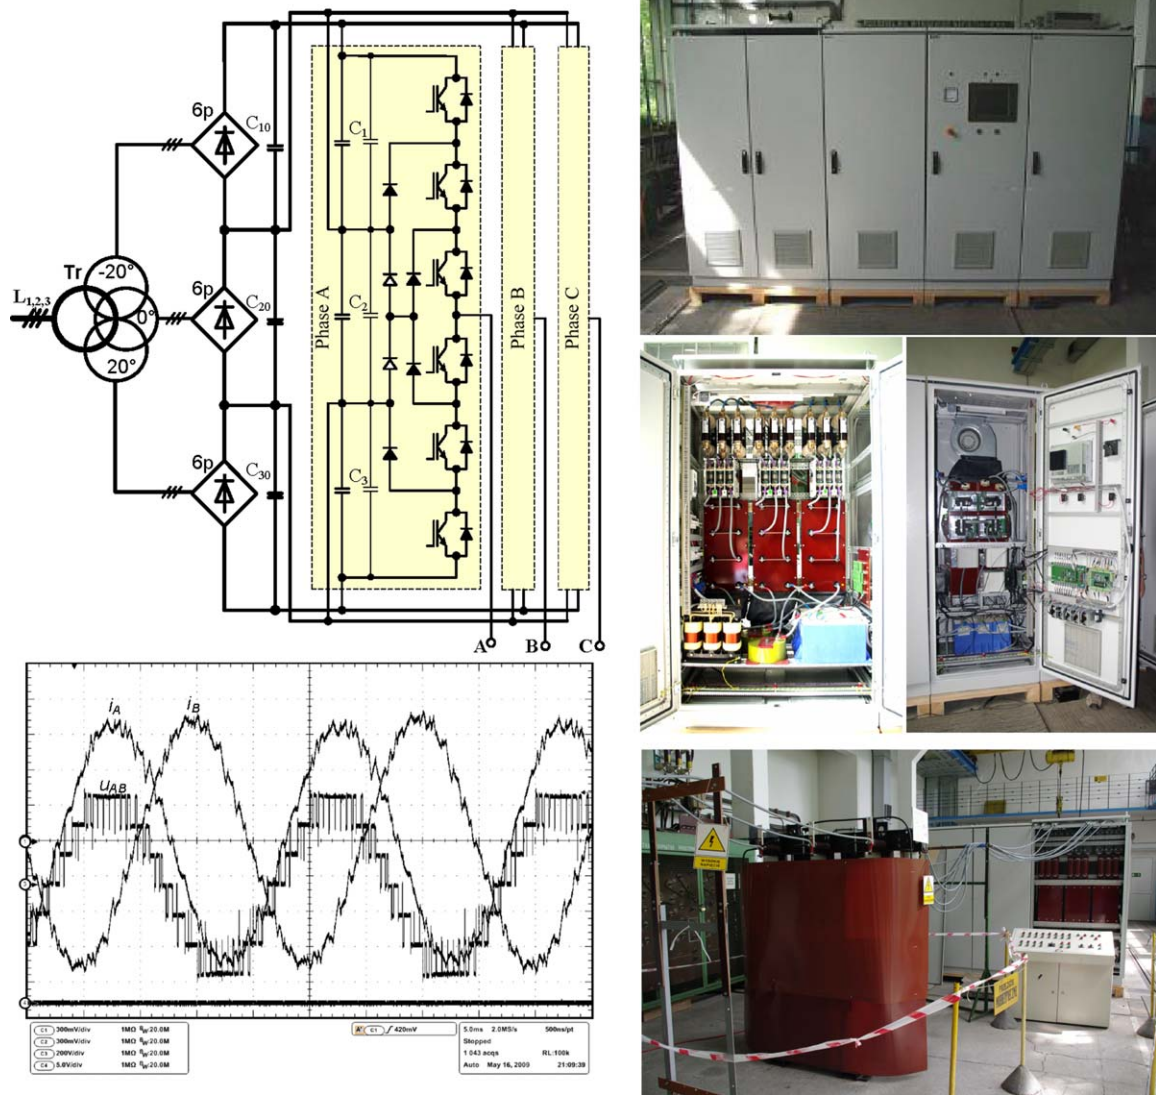 6p
C10
C1
-20°
Tr
L1,2,3
0°
20°
6p
C20
C2
Phase A
Phase B
Phase C
6p
C30
C3
A
B
C
iA
iB
uAB
C1 300mV/div 1MΩ BW:20.0M
C2 300mV/div 1MΩ BW:20.0M
C3 200V/div 1MΩ BW:20.0M
C4 5.0V/div 1MΩ BW:20.0M
A' C1 420mV
5.0ms 2.0MS/s 500ns/pt
Stopped
1 043 acqs RL:100k
Auto May 16, 2009 21:09:39